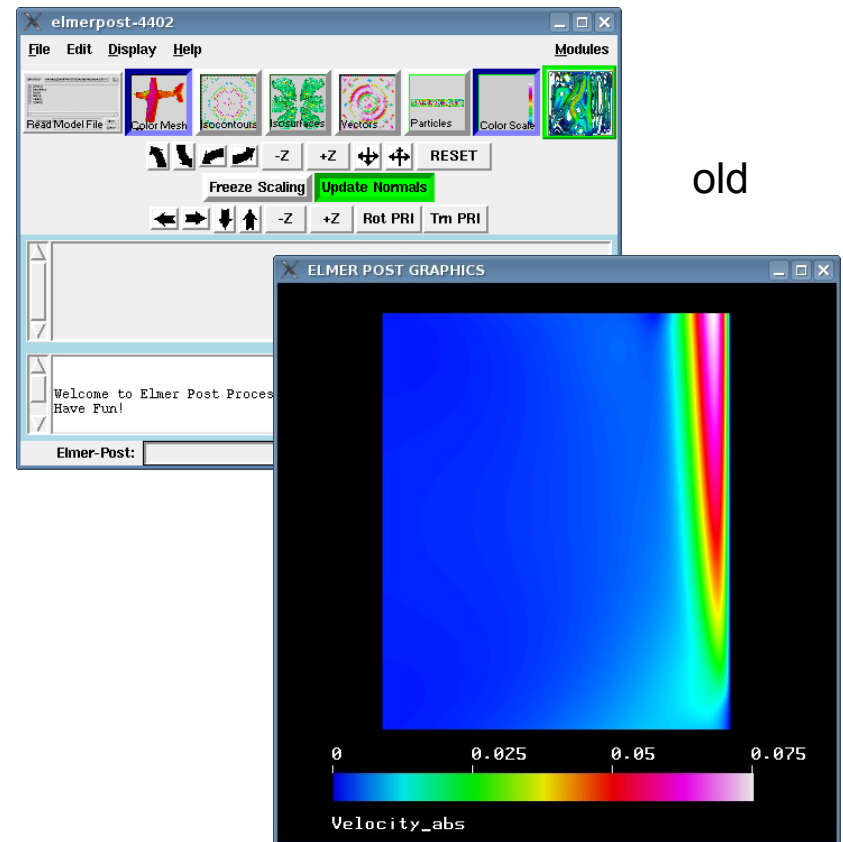 elmerpost-4402
File Edit Display Help Modules
Read Model File Color Mesh Isocontours Isosurfaces Vectors Particles Color Scale
-Z +Z RESET
Freeze Scaling Update Normals
-Z +Z Rot PRI Trn PRI
old
ELMER POST GRAPHICS
Welcome to Elmer Post Proces
Have Fun!
Elmer-Post:
0 0.025 0.05 0.075
Velocity_abs